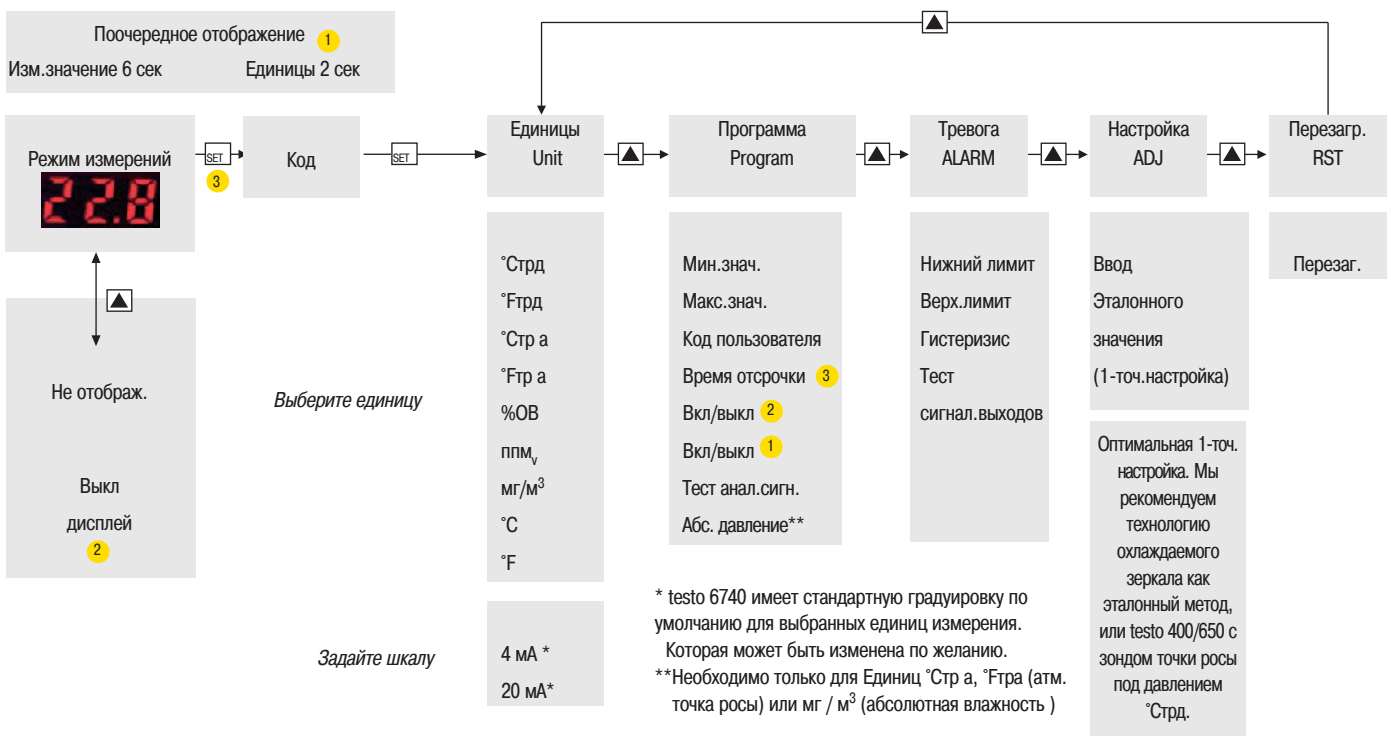 Поочередное отображение 1
Изм.значение 6 сек Единицы 2 сек
Режим измерений
22.8
SET
3
Код
SET
Единицы
Unit
Программа
Program
Тревога
ALARM
Настройка
ADJ
Перезагр.
RST
Не отображ.
Выкл
дисплей
2
Выберите единицу
°Cтрд
°Fтрд
°Cтр а
°Fтр а
%ОВ
ппмv
мг/м3
°C
°F
Задайте шкалу
4 мА *
20 мА*
Мин.знач.
Макс.знач.
Код пользователя
Время отсрочки 3
Вкл/выкл 2
Вкл/выкл 1
Тест анал.сигн.
Абс. давление**
Нижний лимит
Верх.лимит
Гистеризис
Тест
сигнал.выходов
Ввод
Эталонного
значения
(1-точ.настройка)
Оптимальная 1-точ.
настройка. Мы
рекомендуем
технологию
охлаждаемого
зеркала как
эталонный метод,
или testo 400/650 с
зондом точки росы
под давлением
°Cтрд.
Перезаг.
* testo 6740 имеет стандартную градуировку по
умолчанию для выбранных единиц измерения.
Которая может быть изменена по желанию.
**Необходимо только для Единиц °Cтр а, °Fтра (атм.
точка росы) или мг / м3 (абсолютная влажность )